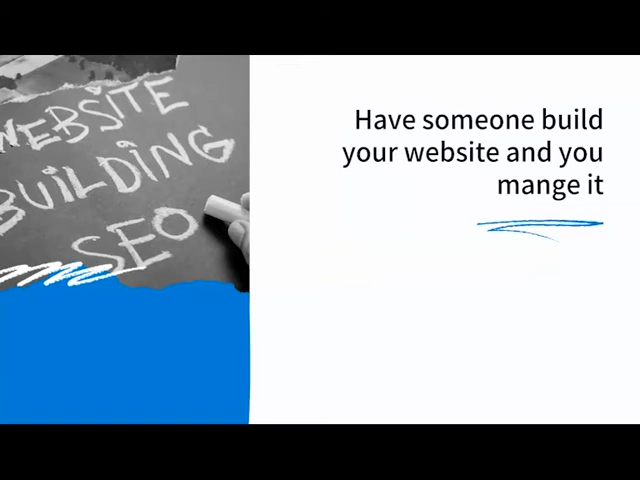 WEBSITE
BUILDING
SEO
Have someone build
your website and you
mange it